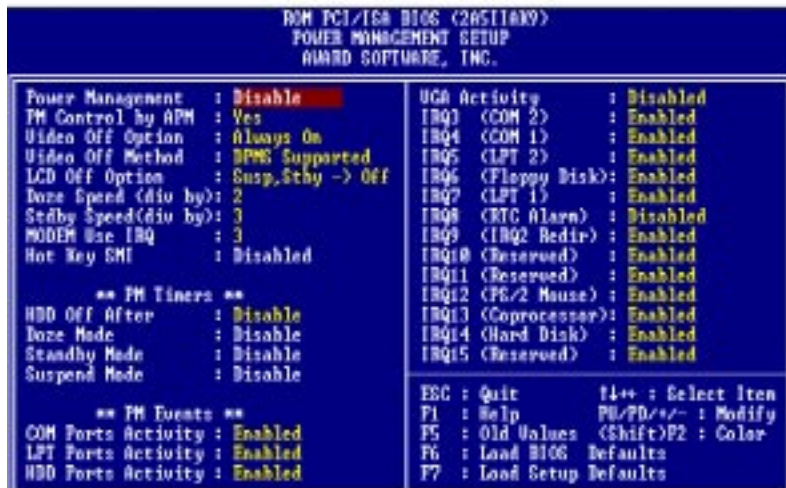 ROM PCI/ISA BIOS (2A5IIAK9)
POWER MANAGEMENT SETUP
AWARD SOFTWARE, INC.
Power Management : Disable
PM Control by APM : Yes
Video Off Option : Always On
Video Off Method : DPMS Supported
LCD Off Option : Susp,Stby -> Off
Doze Speed (div by): 2
Stdby Speed(div by): 3
MODEM Use IRQ : 3
Hot Key SMI : Disabled
** PM Timers **
HDD Off After : Disable
Doze Mode : Disable
Standby Mode : Disable
Suspend Mode : Disable
** PM Events **
COM Ports Activity : Enabled
LPT Ports Activity : Enabled
HDD Ports Activity : Enabled
VGA Activity : Disabled
IRQ3 (COM 2) : Enabled
IRQ4 (COM 1) : Enabled
IRQ5 (LPT 2) : Enabled
IRQ6 (Floppy Disk): Enabled
IRQ7 (LPT 1) : Enabled
IRQ8 (RTC Alarm) : Disabled
IRQ9 (IRQ2 Redir) : Enabled
IRQ10 (Reserved) : Enabled
IRQ11 (Reserved) : Enabled
IRQ12 (PS/2 Mouse) : Enabled
IRQ13 (Coprocessor): Enabled
IRQ14 (Hard Disk) : Enabled
IRQ15 (Reserved) : Enabled
ESC : Quit ↑↓→← : Select Item
F1 : Help PU/PD/+/- : Modify
F5 : Old Values (Shift)F2 : Color
F6 : Load BIOS Defaults
F7 : Load Setup Defaults